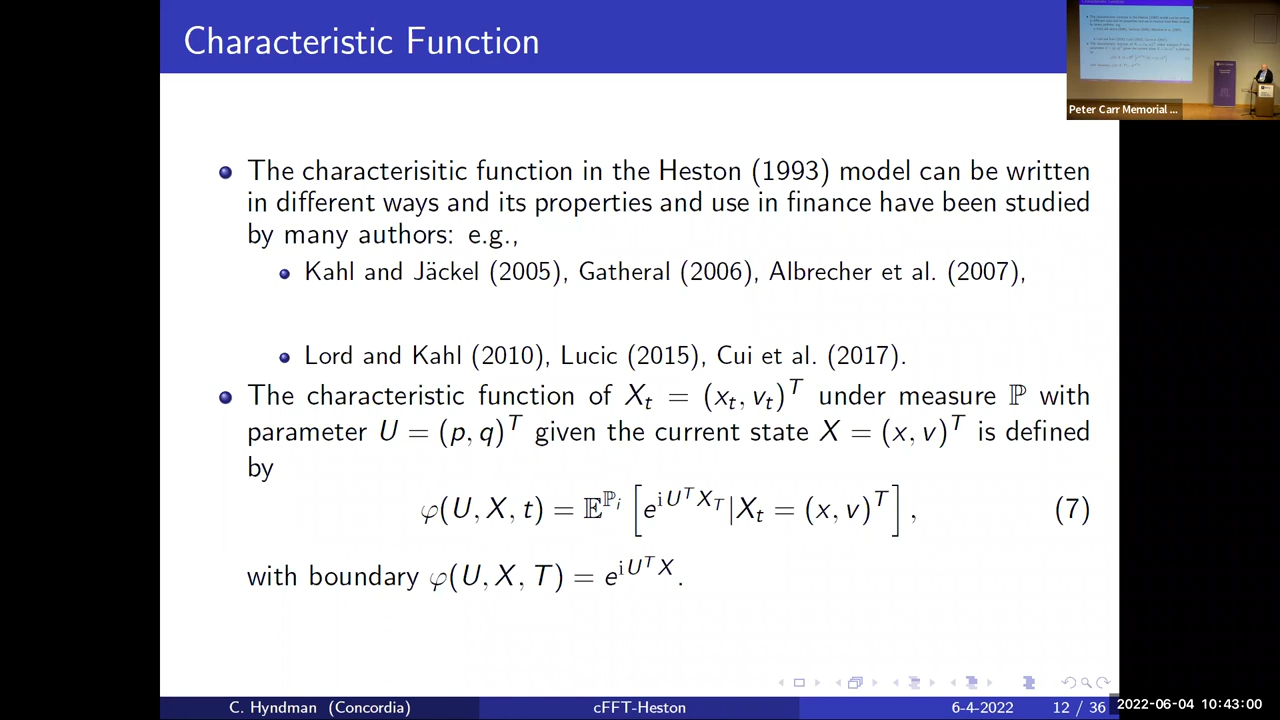 Characteristic Function
Peter Carr Memorial ...
The characterisitic function in the Heston (1993) model can be written
in different ways and its properties and use in finance have been studied
by many authors: e.g.,
Kahl and Jäckel (2005), Gatheral (2006), Albrecher et al. (2007),
Lord and Kahl (2010), Lucic (2015), Cui et al. (2017).
The characteristic function of X_t = (x_t, v_t)^T under measure ℙ with
parameter U = (p, q)^T given the current state X = (x, v)^T is defined
by
φ(U, X, t) = 𝔼^{ℙ_i} [e^{iU^T X_T} | X_t = (x, v)^T], (7)
with boundary φ(U, X, T) = e^{iU^T X}.
C. Hyndman (Concordia) cFFT-Heston 6-4-2022 12 / 36
2022-06-04 10:43:00